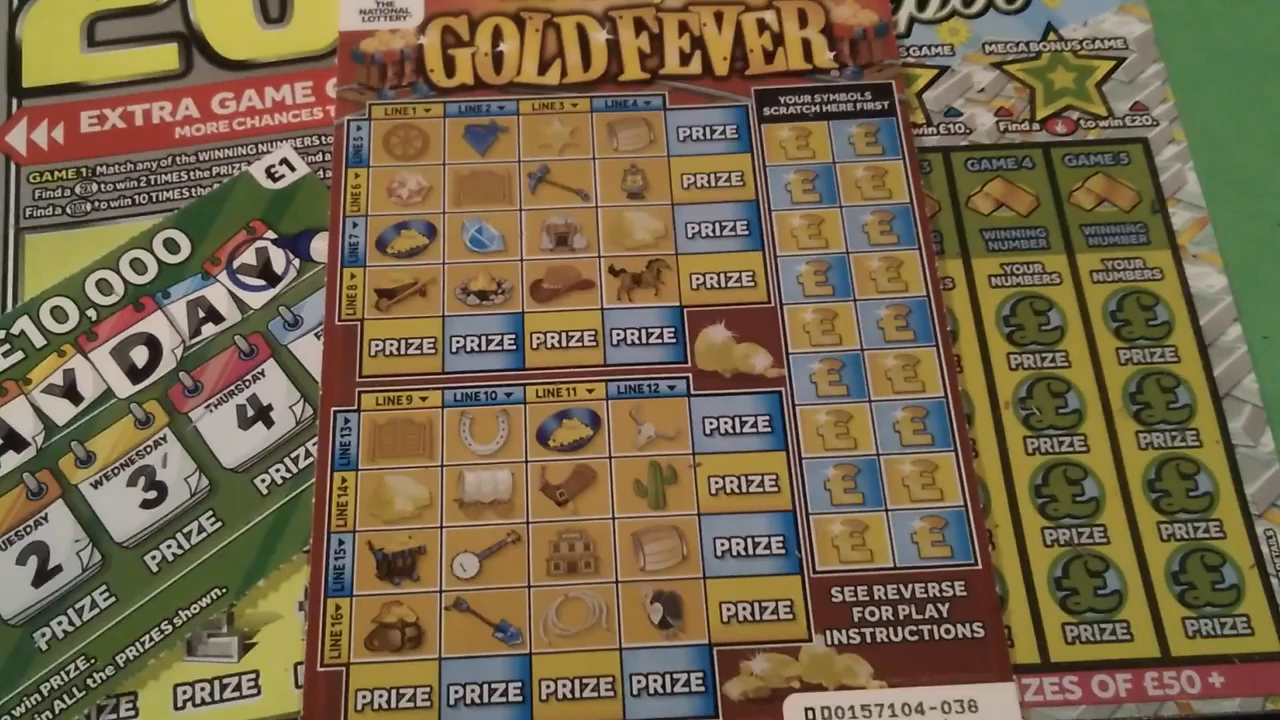 20
EXTRA GAME
MORE CHANCES T
GAME 1: Match any of the WINNING NUMBERS to
Find a 2X to win 2 TIMES the PRIZE
Find a 10X to win 10 TIMES the
£1
£10,000
AYDAY
THURSDAY
4
WEDNESDAY
3
UESDAY
2
PRIZE
PRIZE
PRIZE
win PRIZE.
in ALL the PRIZES shown.
PRIZE
THE
NATIONAL
LOTTERY
GOLD FEVER
LINE 1 LINE 2 LINE 3 LINE 4
LINE 5 PRIZE
LINE 6 PRIZE
LINE 7 PRIZE
LINE 8 PRIZE
PRIZE PRIZE PRIZE PRIZE
LINE 9 LINE 10 LINE 11 LINE 12
LINE 13 PRIZE
LINE 14 PRIZE
LINE 15 PRIZE
LINE 16 PRIZE
PRIZE PRIZE PRIZE PRIZE
YOUR SYMBOLS
SCRATCH HERE FIRST
£ £
£ £
£ £
£ £
£ £
£ £
£ £
£ £
£ £
SEE REVERSE
FOR PLAY
INSTRUCTIONS
DD0157104-038
S GAME MEGA BONUS GAME
win £10. Find a to win £20.
GAME 4 GAME 5
WINNING NUMBER WINNING NUMBER
YOUR NUMBERS YOUR NUMBERS
£ £
PRIZE PRIZE
£ £
PRIZE PRIZE
£ £
PRIZE PRIZE
£ £
PRIZE PRIZE
ZES OF £50+